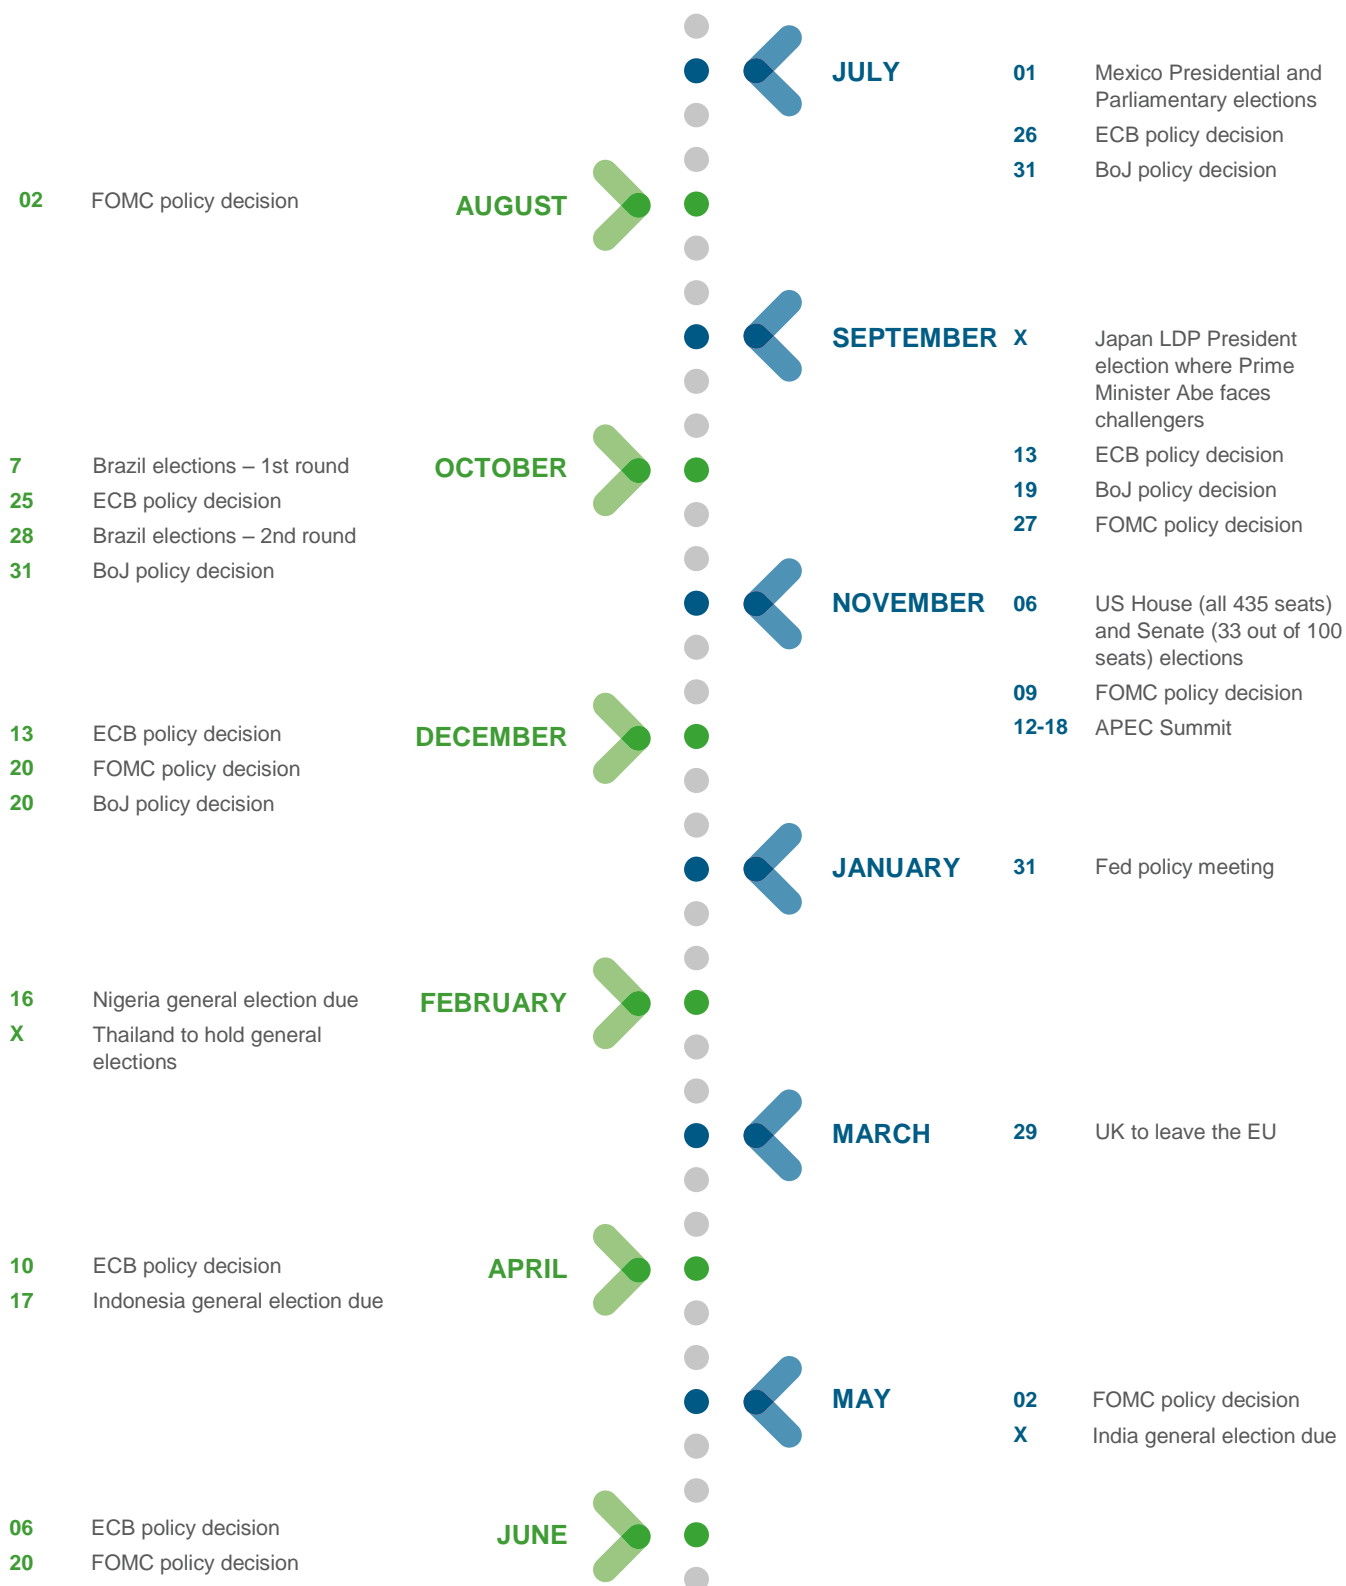 JULY
01 Mexico Presidential and
Parliamentary elections
26 ECB policy decision
31 BoJ policy decision
AUGUST
02 FOMC policy decision
SEPTEMBER
X Japan LDP President
election where Prime
Minister Abe faces
challengers
13 ECB policy decision
19 BoJ policy decision
27 FOMC policy decision
OCTOBER
7 Brazil elections – 1st round
25 ECB policy decision
28 Brazil elections – 2nd round
31 BoJ policy decision
NOVEMBER
06 US House (all 435 seats)
and Senate (33 out of 100
seats) elections
09 FOMC policy decision
12-18 APEC Summit
DECEMBER
13 ECB policy decision
20 FOMC policy decision
20 BoJ policy decision
JANUARY
31 Fed policy meeting
FEBRUARY
16 Nigeria general election due
X Thailand to hold general
elections
MARCH
29 UK to leave the EU
APRIL
10 ECB policy decision
17 Indonesia general election due
MAY
02 FOMC policy decision
X India general election due
JUNE
06 ECB policy decision
20 FOMC policy decision